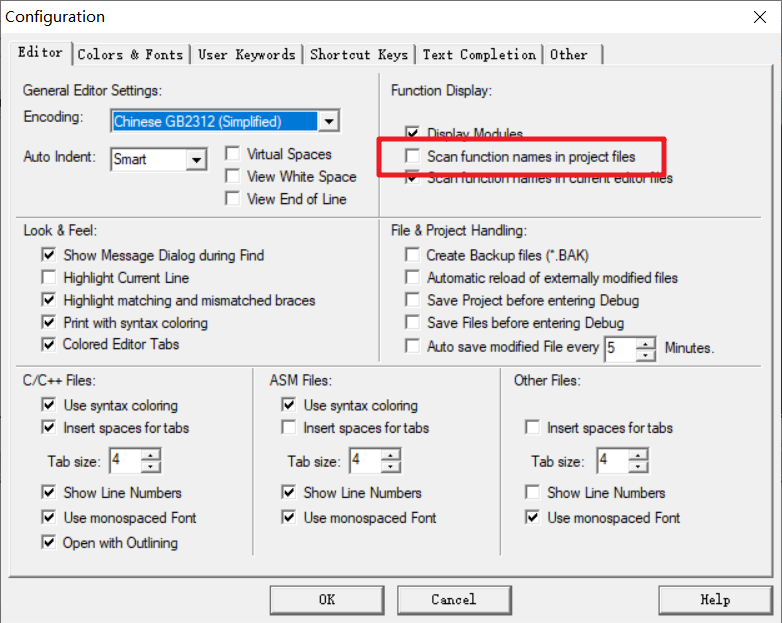 Configuration
Editor Colors & Fonts User Keywords Shortcut Keys Text Completion Other
General Editor Settings:
Encoding: Chinese GB2312 (Simplified)
Auto Indent: Smart
Virtual Spaces
View White Space
View End of Line
Function Display:
Display Modules
Scan function names in project files
Scan function names in current editor files
Look & Feel:
Show Message Dialog during Find
Highlight Current Line
Highlight matching and mismatched braces
Print with syntax coloring
Colored Editor Tabs
File & Project Handling:
Create Backup files (*.BAK)
Automatic reload of externally modified files
Save Project before entering Debug
Save Files before entering Debug
Auto save modified File every 5 Minutes.
C/C++ Files:
Use syntax coloring
Insert spaces for tabs
Tab size: 4
Show Line Numbers
Use monospaced Font
Open with Outlining
ASM Files:
Use syntax coloring
Insert spaces for tabs
Tab size: 4
Show Line Numbers
Use monospaced Font
Other Files:
Insert spaces for tabs
Tab size: 4
Show Line Numbers
Use monospaced Font
OK Cancel Help